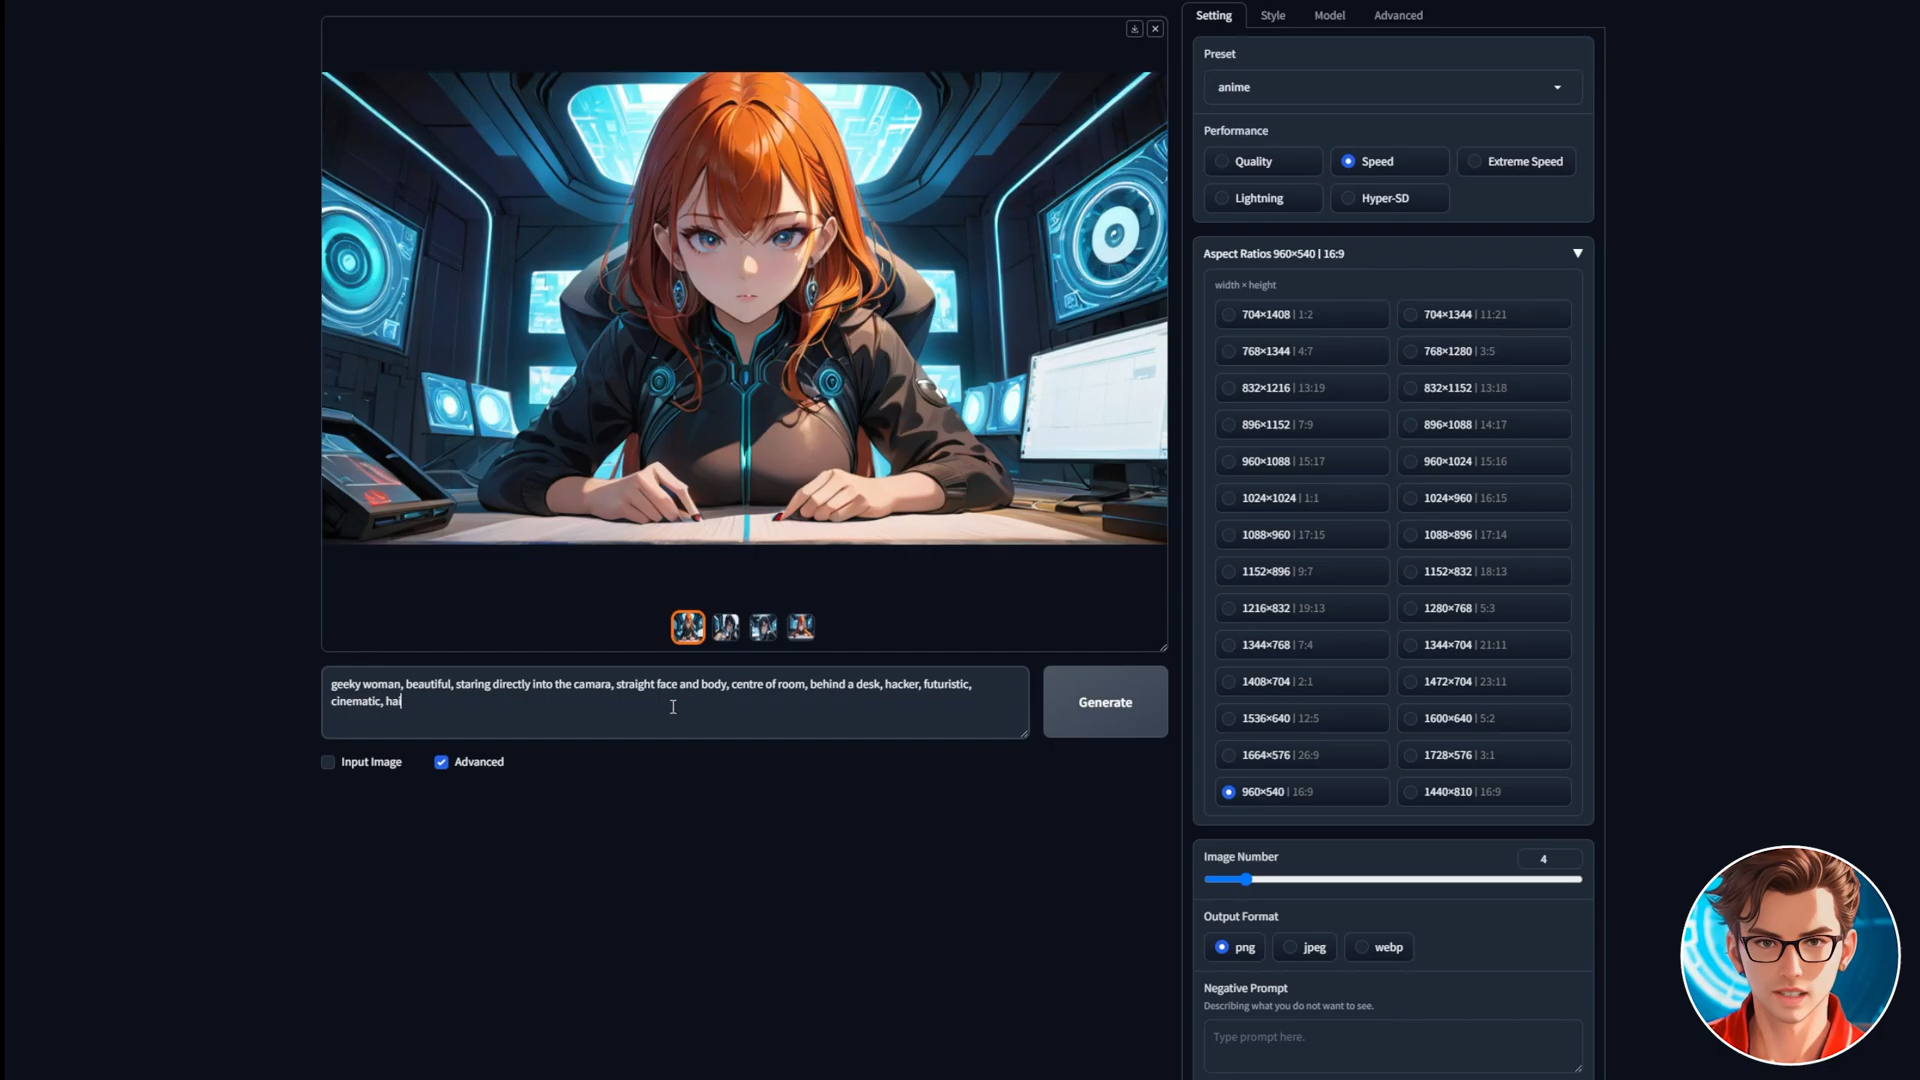 Setting Style Model Advanced
Preset
anime
Performance
Quality Speed Extreme Speed
Lightning Hyper-SD
Aspect Ratios 960×540 | 16:9 ▼
width × height
704×1408 | 1:2 704×1344 | 11:21
768×1344 | 4:7 768×1280 | 3:5
832×1216 | 13:19 832×1152 | 13:18
896×1152 | 7:9 896×1088 | 14:17
960×1088 | 15:17 960×1024 | 15:16
1024×1024 | 1:1 1024×960 | 16:15
1088×960 | 17:15 1088×896 | 17:14
1152×896 | 9:7 1152×832 | 18:13
1216×832 | 19:13 1280×768 | 5:3
1344×768 | 7:4 1344×704 | 21:11
1408×704 | 2:1 1472×704 | 23:11
1536×640 | 12:5 1600×640 | 5:2
1664×576 | 26:9 1728×576 | 3:1
960×540 | 16:9 1440×810 | 16:9
geeky woman, beautiful, staring directly into the camara, straight face and body, centre of room, behind a desk, hacker, futuristic,
cinematic, hai
Generate
Input Image Advanced
Image Number 4
Output Format
png jpeg webp
Negative Prompt
Describing what you do not want to see.
Type prompt here.